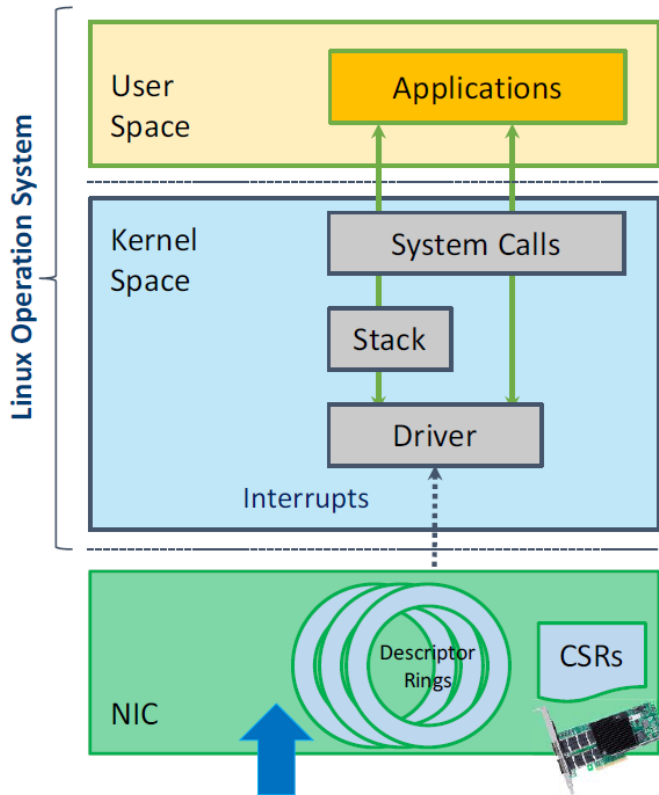 Linux Operation System
User
Space
Applications
Kernel
Space
System Calls
Stack
Driver
Interrupts
Descriptor
Rings
CSRs
NIC